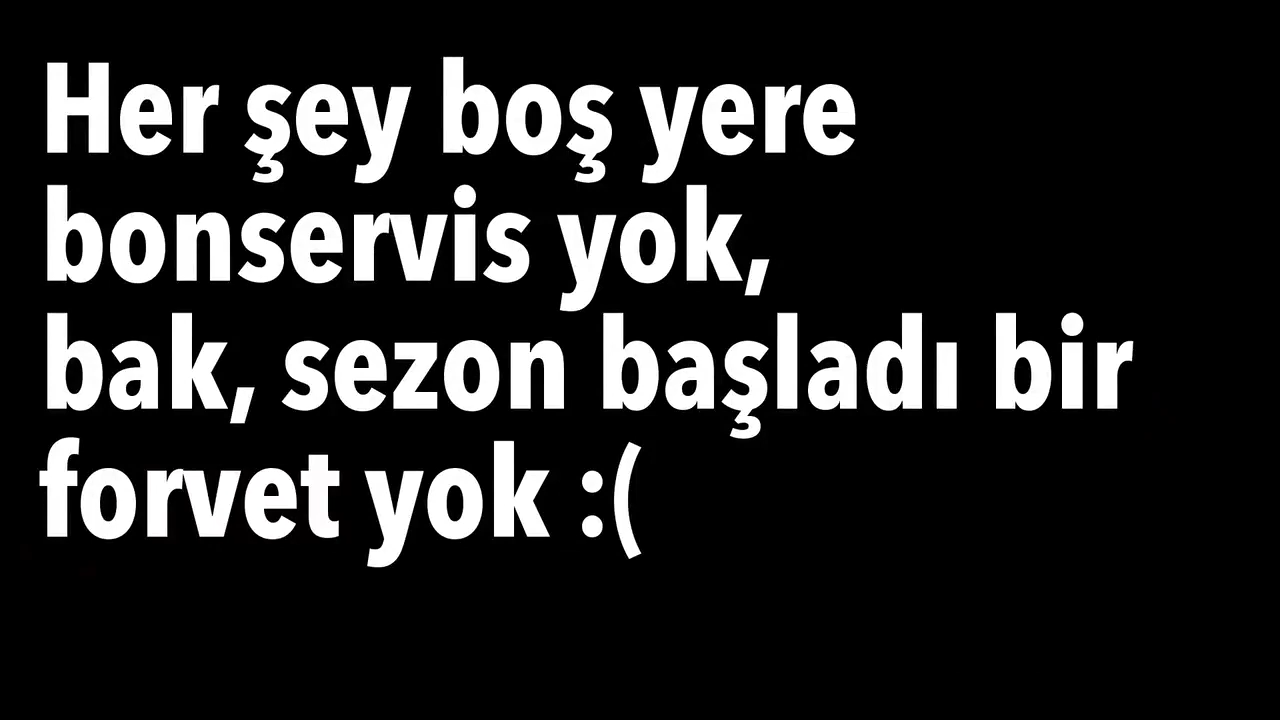 Her şey boş yere
bonservis yok,
bak, sezon başladı bir
forvet yok :(